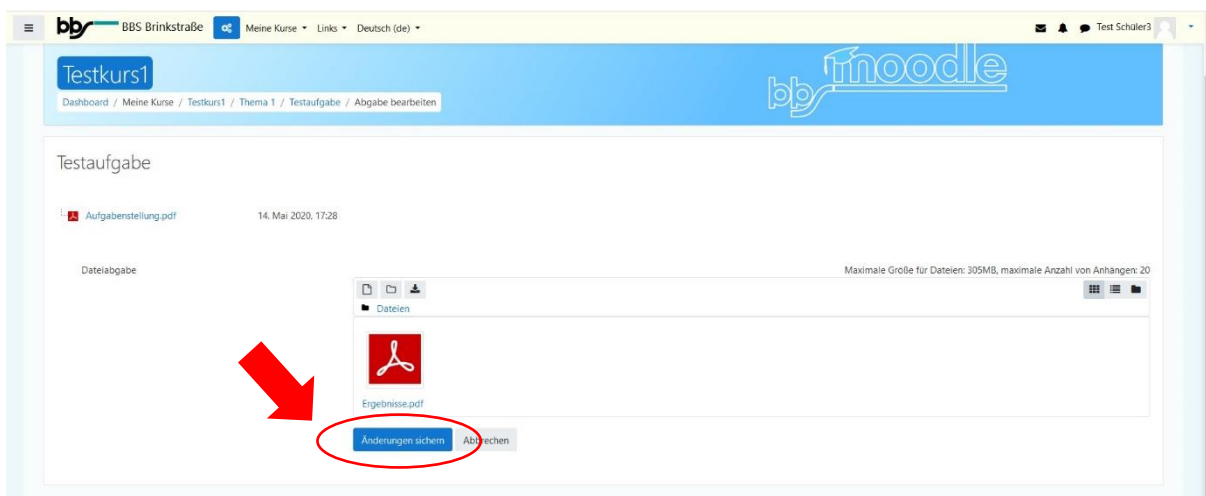 bbs BBS Brinkstraße Meine Kurse Links Deutsch (de) Test Schüler3
Testkurs1
bbs moodle
Dashboard / Meine Kurse / Testkurs1 / Thema 1 / Testaufgabe / Abgabe bearbeiten
Testaufgabe
Aufgabenstellung.pdf 14. Mai 2020, 17:28
Dateiabgabe Maximale Größe für Dateien: 305MB, maximale Anzahl von Anhängen: 20
Dateien
Ergebnisse.pdf
Änderungen sichern Abbrechen